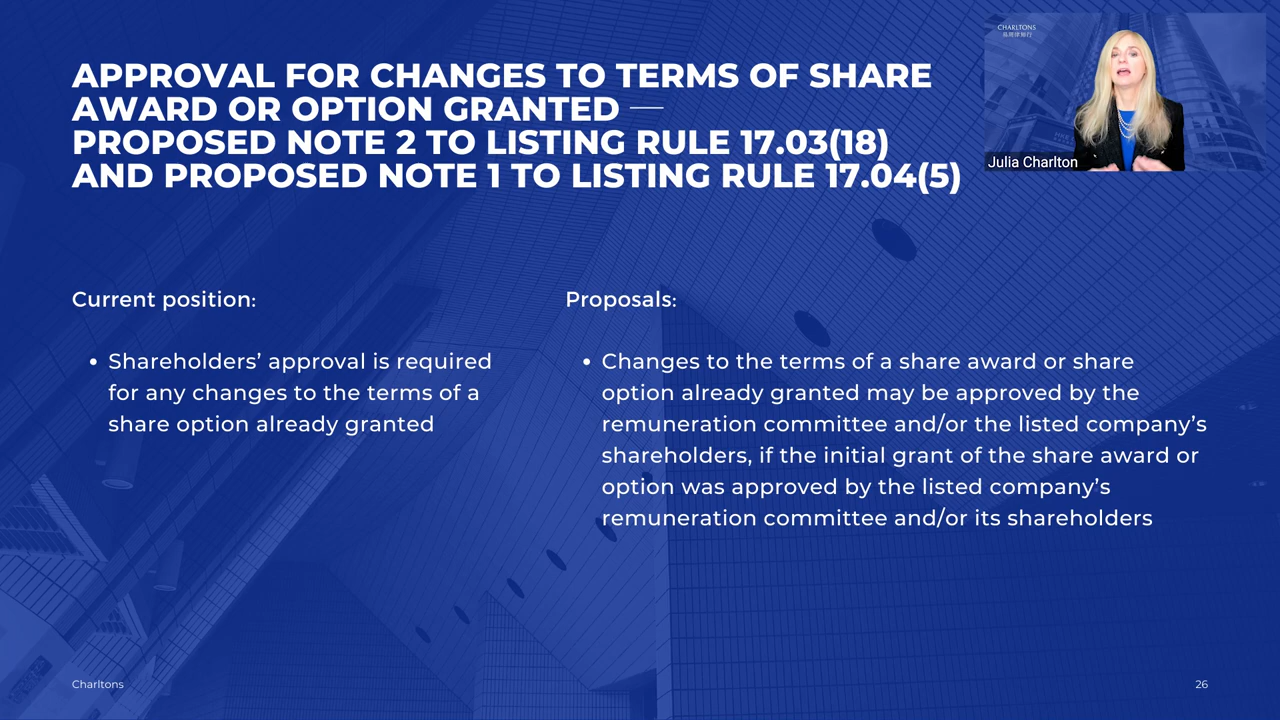 CHARLTONS
APPROVAL FOR CHANGES TO TERMS OF SHARE
AWARD OR OPTION GRANTED —
PROPOSED NOTE 2 TO LISTING RULE 17.03(18)
AND PROPOSED NOTE 1 TO LISTING RULE 17.04(5)
Julia Charlton
Current position:
• Shareholders’ approval is required
for any changes to the terms of a
share option already granted
Proposals:
• Changes to the terms of a share award or share
option already granted may be approved by the
remuneration committee and/or the listed company’s
shareholders, if the initial grant of the share award or
option was approved by the listed company’s
remuneration committee and/or its shareholders
Charltons
26